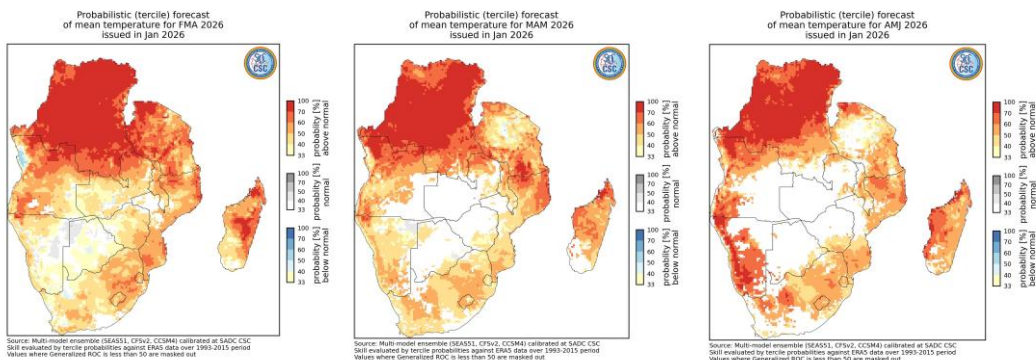 Probabilistic (tercile) forecast
of mean temperature for FMA 2026
issued in Jan 2026
CSC
100
70
60
50
40
33
probablity [%]
above normal
100
70
50
40
33
probablity [%]
normal
100
70
60
50
40
33
probablity [%]
below normal
Source: Multi-model ensemble (SEAS51, CFSv2, CCSM4) calibrated at SADC CSC
Skill evaluated by tercile probabilities against ERA5 data over 1993-2015 period
Values where Generalized ROC is less than 50 are masked out
Probabilistic (tercile) forecast
of mean temperature for MAM 2026
issued in Jan 2026
CSC
100
70
60
50
40
33
probablity [%]
above normal
100
70
50
40
33
probablity [%]
normal
100
70
60
50
40
33
probablity [%]
below normal
Source: Multi-model ensemble (SEAS51, CFSv2, CCSM4) calibrated at SADC CSC
Skill evaluated by tercile probabilities against ERA5 data over 1993-2015 period
Values where Generalized ROC is less than 50 are masked out
Probabilistic (tercile) forecast
of mean temperature for AMJ 2026
issued in Jan 2026
CSC
100
70
60
50
40
33
probablity [%]
above normal
100
70
50
40
33
probablity [%]
normal
100
70
60
50
40
33
probablity [%]
below normal
Source: Multi-model ensemble (SEAS51, CFSv2, CCSM4) calibrated at SADC CSC
Skill evaluated by tercile probabilities against ERA5 data over 1993-2015 period
Values where Generalized ROC is less than 50 are masked out